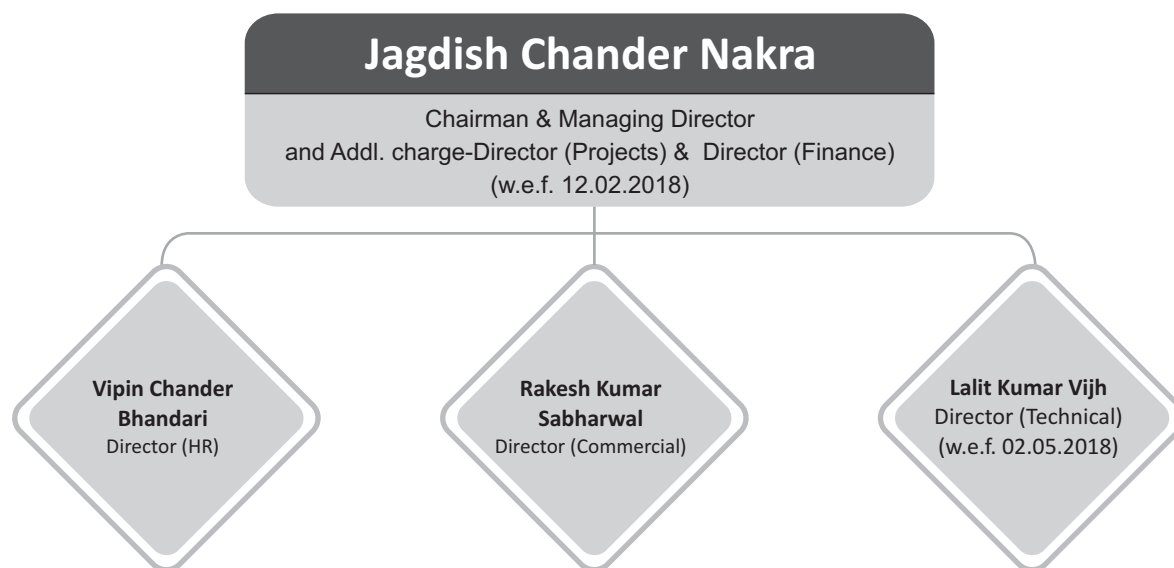 Jagdish Chander Nakra
Chairman & Managing Director
and Addl. charge-Director (Projects) & Director (Finance)
(w.e.f. 12.02.2018)
Vipin Chander
Bhandari
Director (HR)
Rakesh Kumar
Sabharwal
Director (Commercial)
Lalit Kumar Vijh
Director (Technical)
(w.e.f. 02.05.2018)